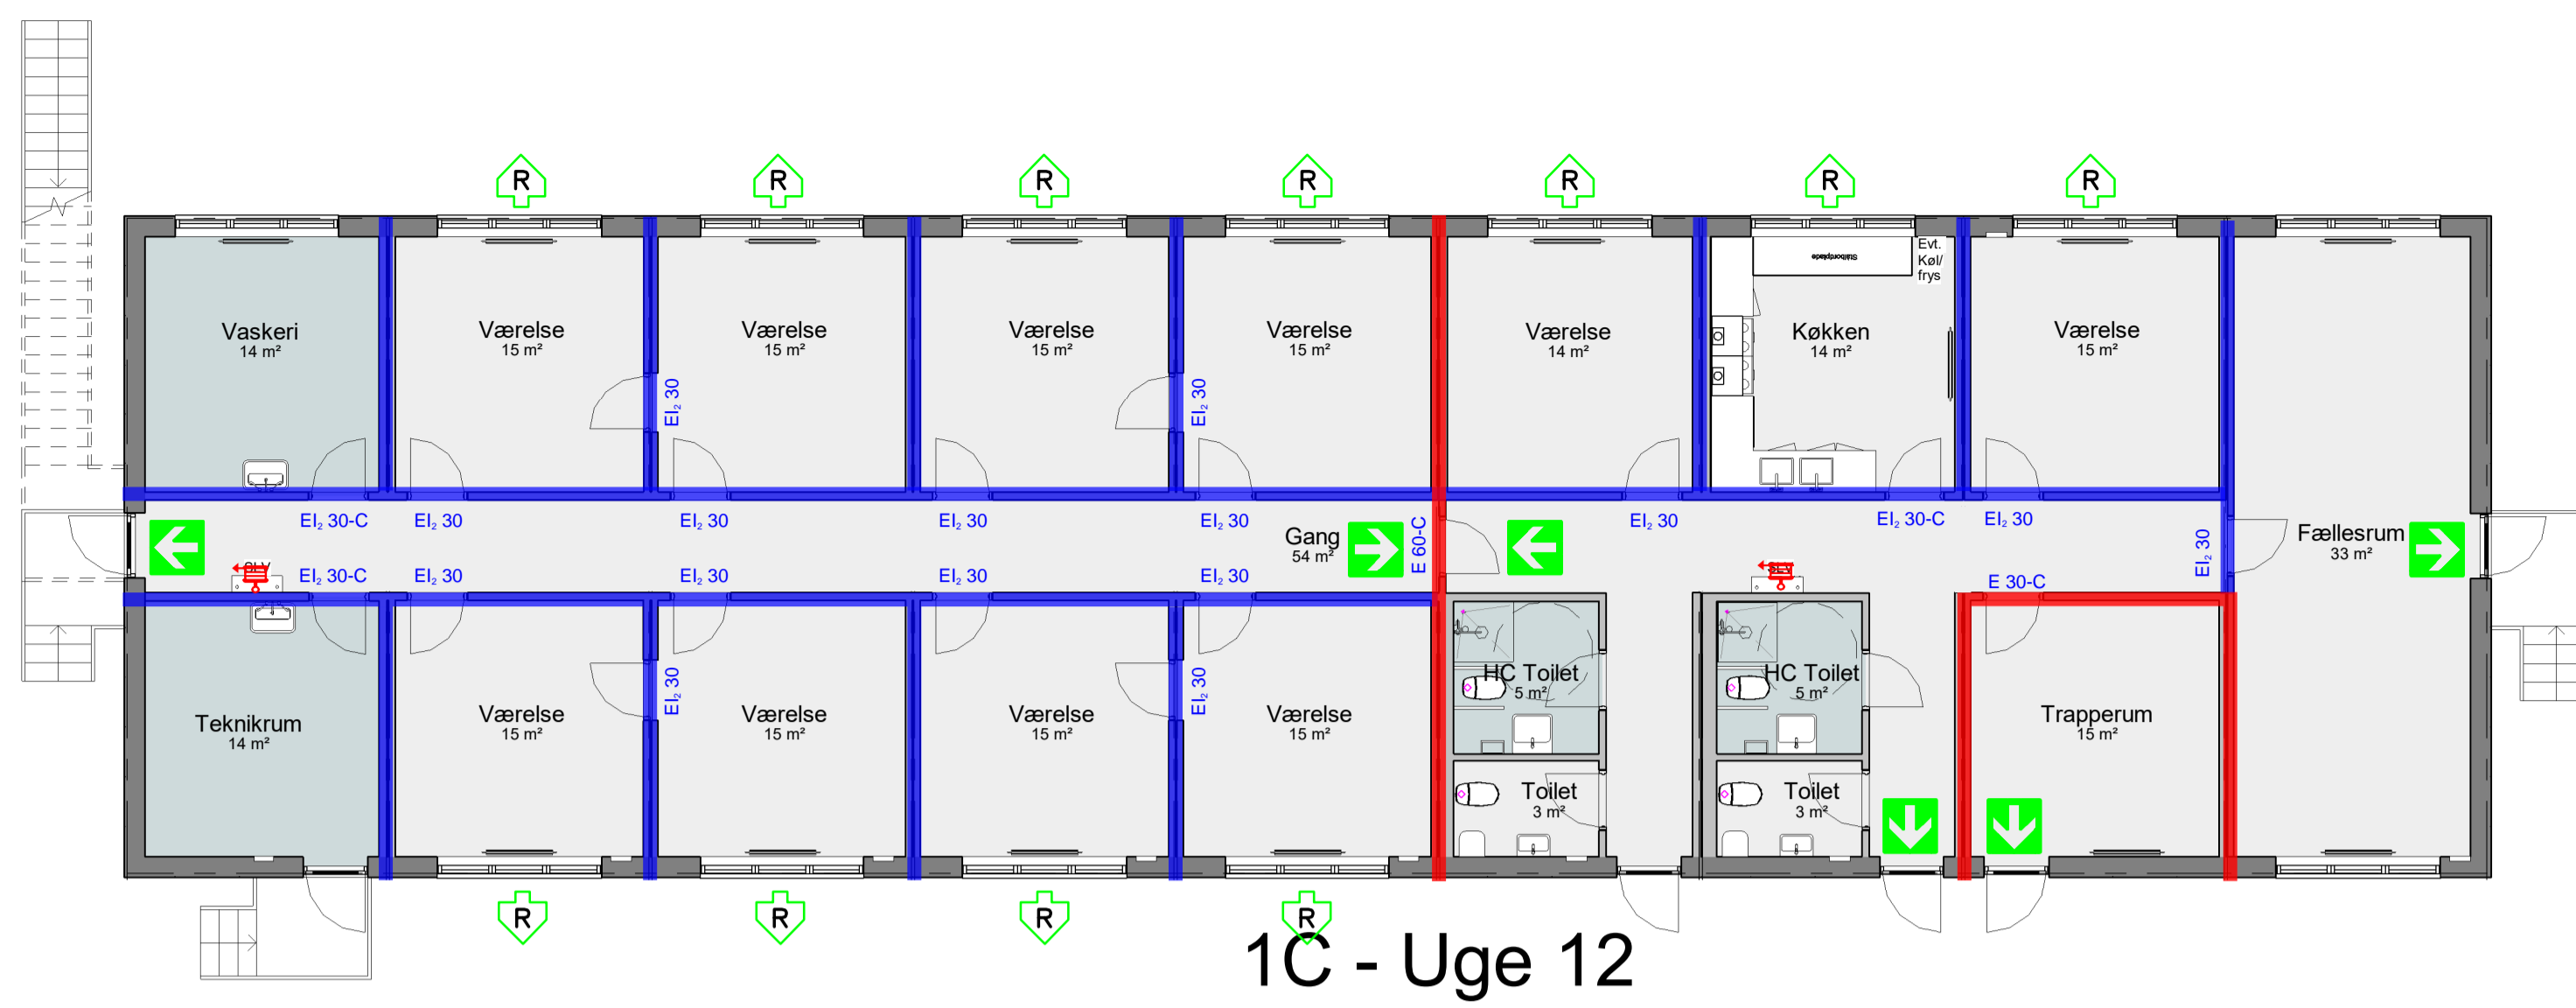 R
R
R
R
R
R
R
Evt.
Køl/
frys
Stålbordplade
Vaskeri
14 m²
Værelse
15 m²
Værelse
15 m²
Værelse
15 m²
Værelse
15 m²
Værelse
14 m²
Køkken
14 m²
Værelse
15 m²
EI₂ 30
EI₂ 30
EI₂ 30-C
EI₂ 30
EI₂ 30
EI₂ 30
EI₂ 30
EI₂ 30
EI₂ 30-C
EI₂ 30
Gang
54 m²
E 60-C
EI₂ 30
Fællesrum
33 m²
SLV
SLV
EI₂ 30-C
EI₂ 30
EI₂ 30
EI₂ 30
EI₂ 30
E 30-C
EI₂ 30
EI₂ 30
HC Toilet
5 m²
HC Toilet
5 m²
Teknikrum
14 m²
Værelse
15 m²
Værelse
15 m²
Værelse
15 m²
Værelse
15 m²
Trapperum
15 m²
Toilet
3 m²
Toilet
3 m²
R
R
R
R
1C - Uge 12